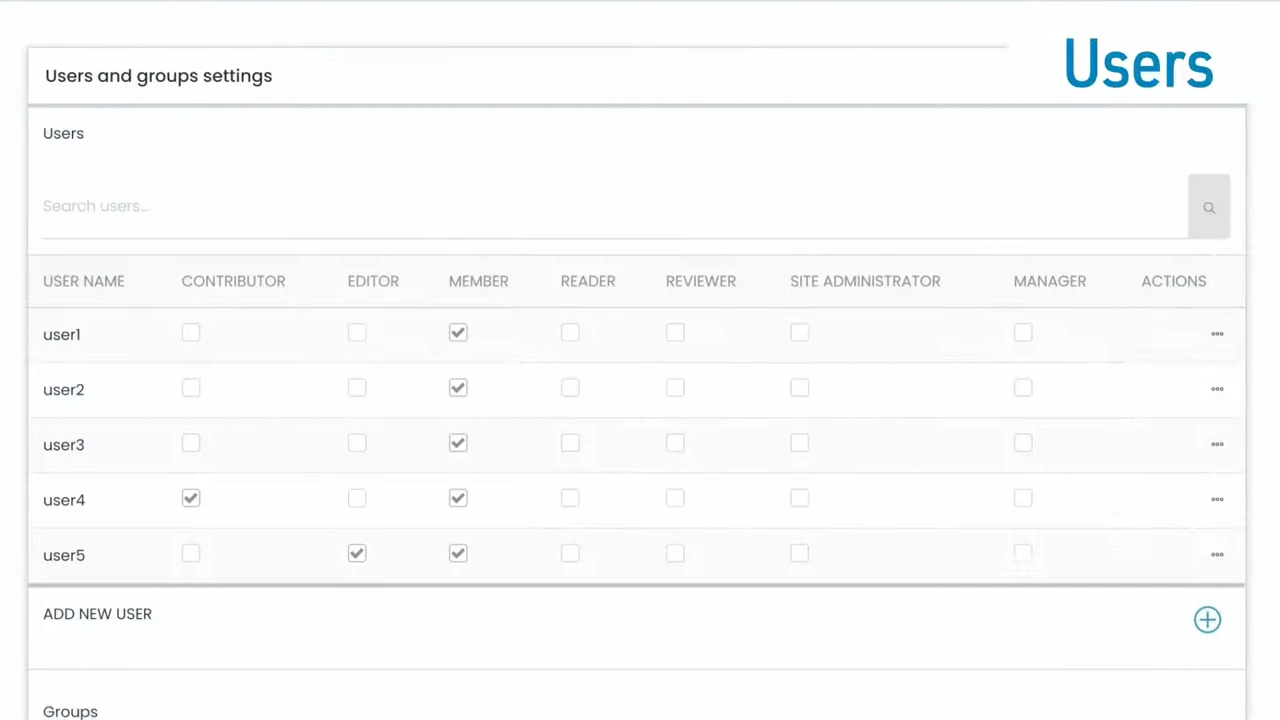 Users
Users and groups settings
Users
Search users...
USER NAME CONTRIBUTOR EDITOR MEMBER READER REVIEWER SITE ADMINISTRATOR MANAGER ACTIONS
user1
user2
user3
user4
user5
ADD NEW USER
Groups